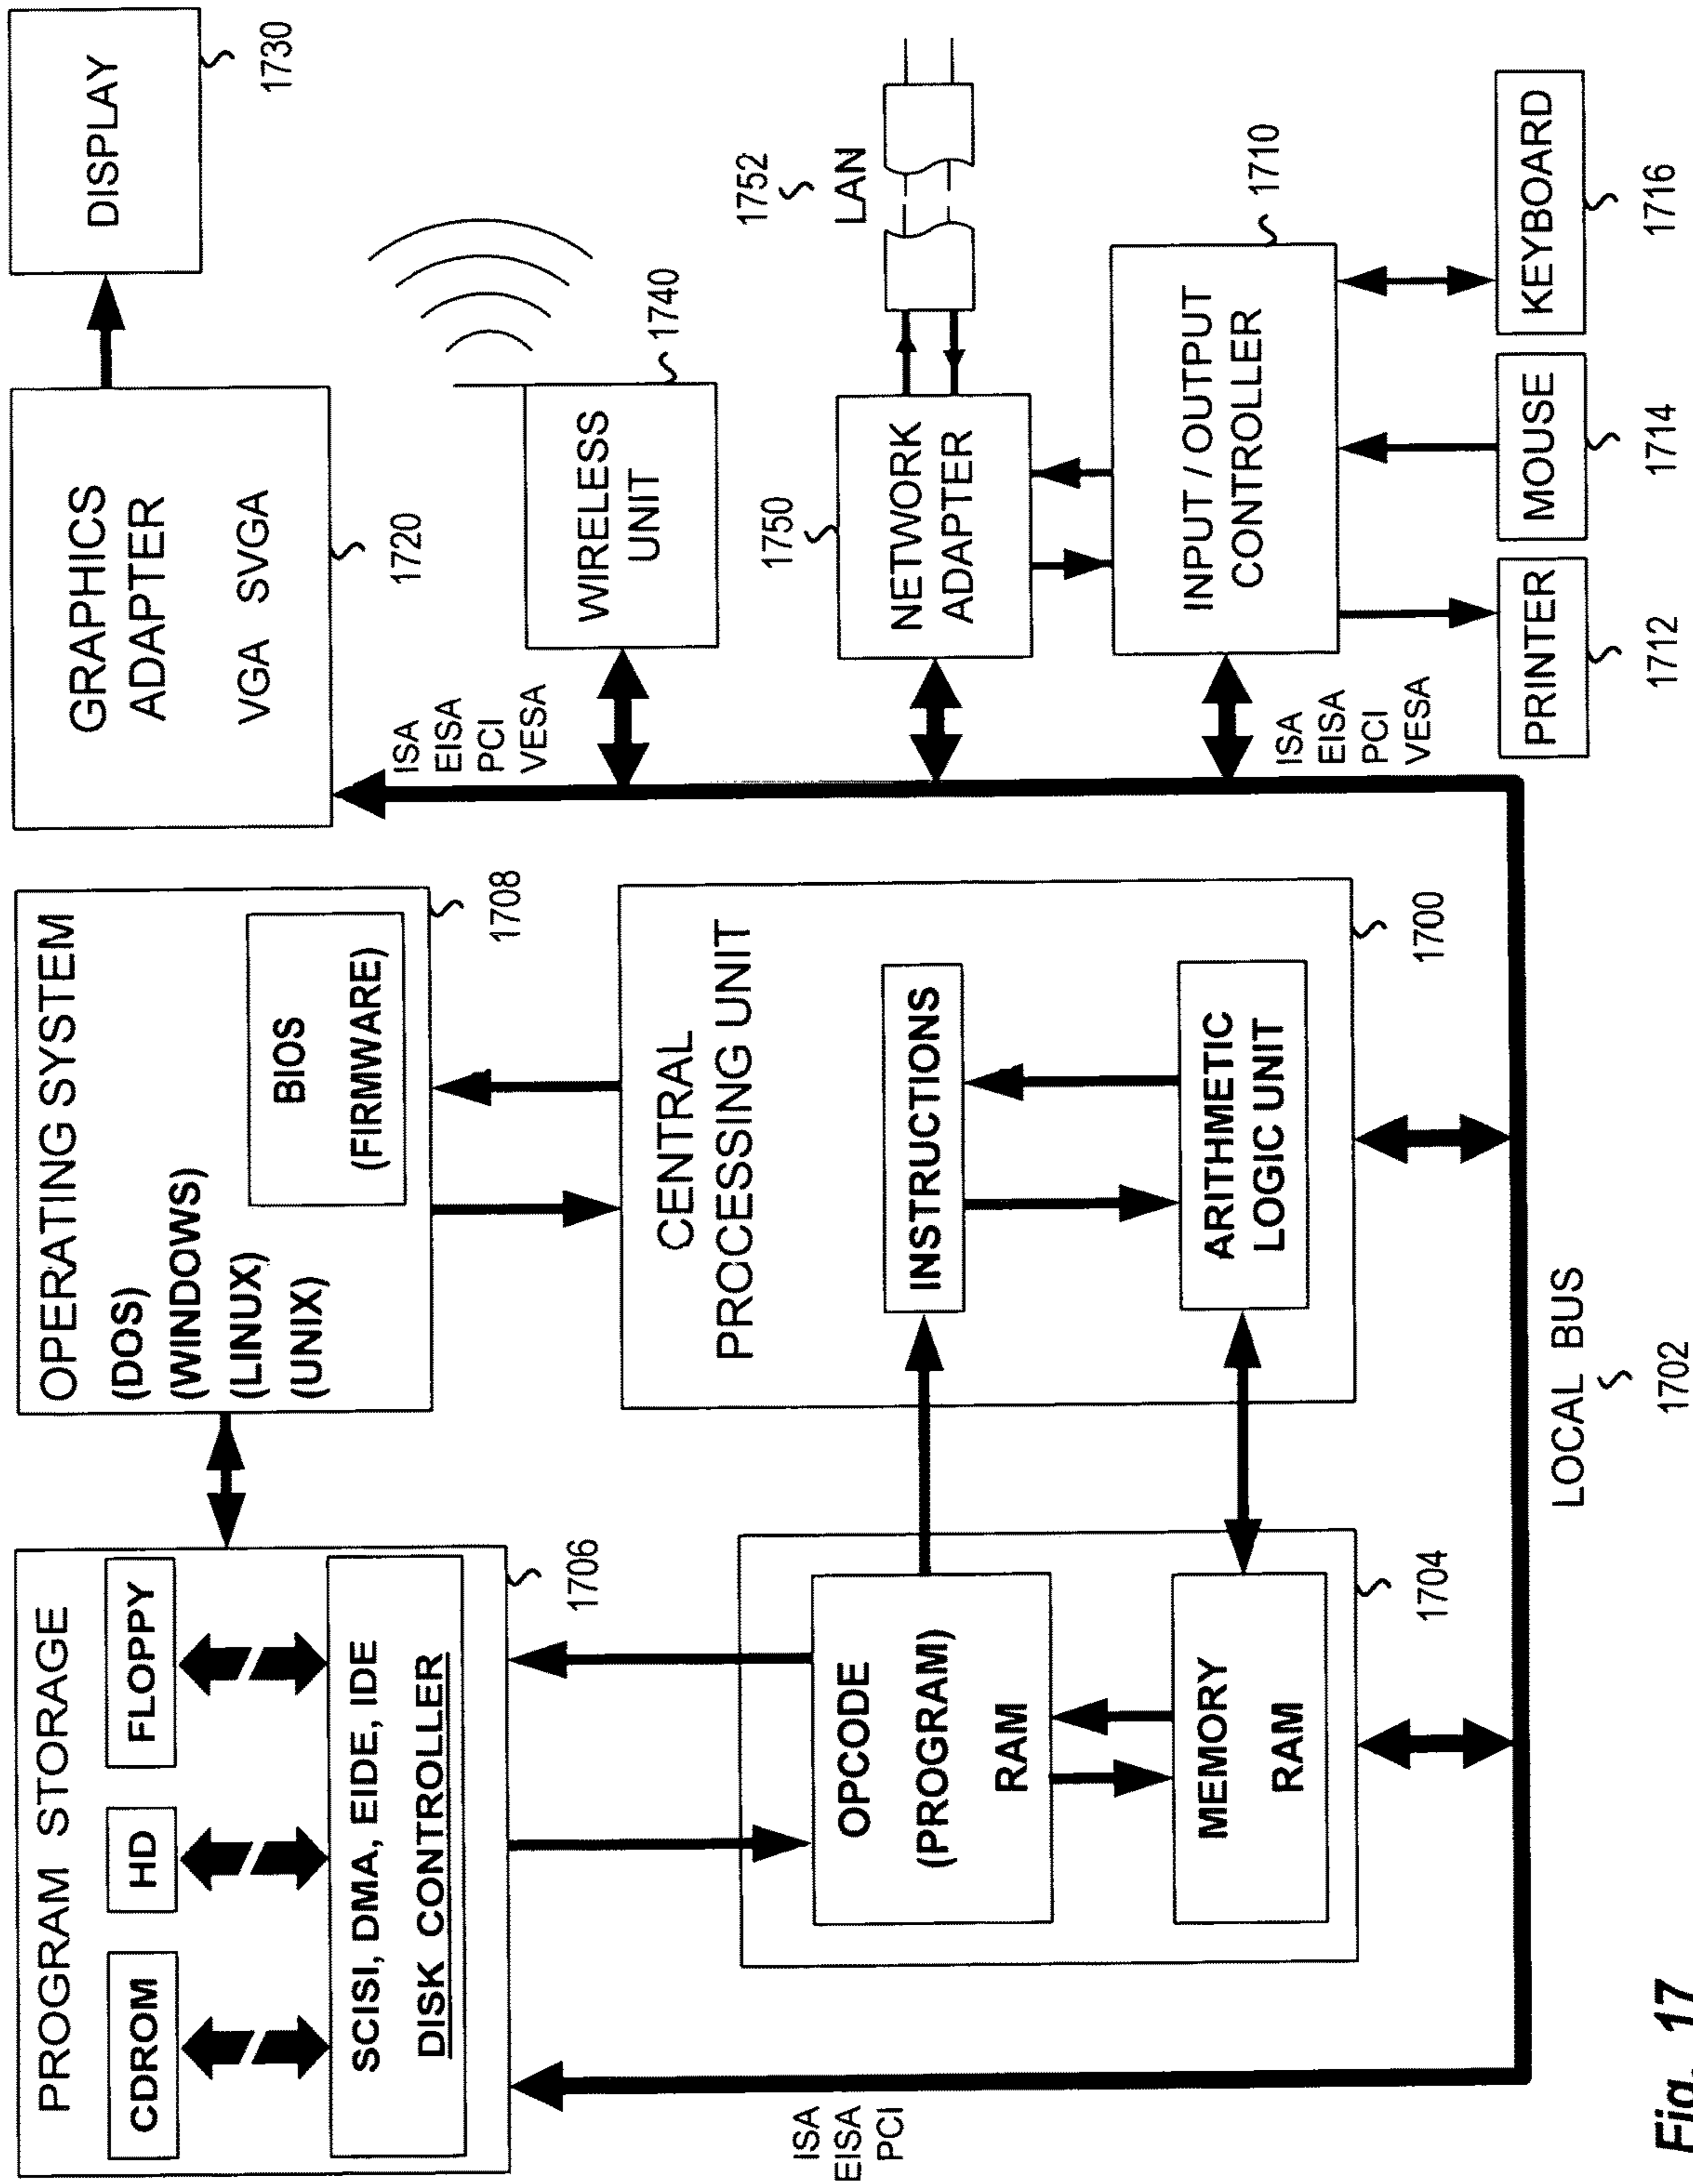 PROGRAM STORAGE
CDROM
HD
FLOPPY
SCISI, DMA, EIDE, IDE
DISK CONTROLLER
1706
OPERATING SYSTEM
(DOS)
(WINDOWS)
(LINUX)
(UNIX)
BIOS
(FIRMWARE)
1708
GRAPHICS
ADAPTER
VGA SVGA
1720
DISPLAY
1730
ISA
EISA
PCI
VESA
WIRELESS
UNIT
1740
OPCODE
(PROGRAM)
RAM
MEMORY
RAM
1704
CENTRAL
PROCESSING UNIT
INSTRUCTIONS
ARITHMETIC
LOGIC UNIT
1700
1750
NETWORK
ADAPTER
1752
LAN
INPUT / OUTPUT
CONTROLLER
1710
ISA
EISA
PCI
ISA
EISA
PCI
VESA
PRINTER
1712
MOUSE
1714
KEYBOARD
1716
LOCAL BUS
1702
Fig. 17